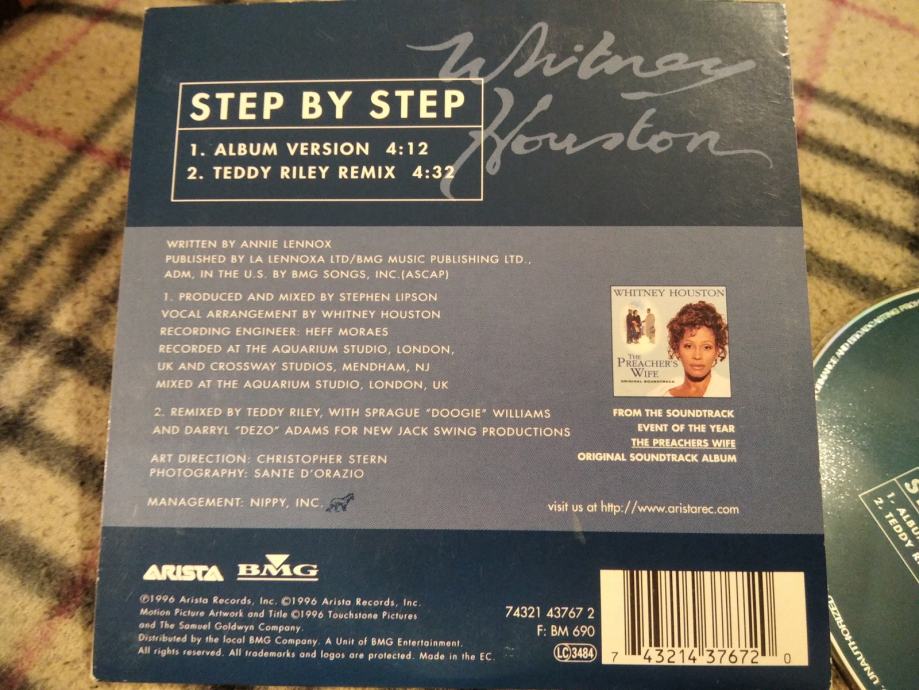 Whitney
Houston
STEP BY STEP
1. ALBUM VERSION 4:12
2. TEDDY RILEY REMIX 4:32
WRITTEN BY ANNIE LENNOX
PUBLISHED BY LA LENNOXA LTD/BMG MUSIC PUBLISHING LTD.,
ADM, IN THE U.S. BY BMG SONGS, INC.(ASCAP)
1. PRODUCED AND MIXED BY STEPHEN LIPSON
VOCAL ARRANGEMENT BY WHITNEY HOUSTON
RECORDING ENGINEER: HEFF MORAES
RECORDED AT THE AQUARIUM STUDIO, LONDON,
UK AND CROSSWAY STUDIOS, MENDHAM, NJ
MIXED AT THE AQUARIUM STUDIO, LONDON, UK
2. REMIXED BY TEDDY RILEY, WITH SPRAGUE "DOOGIE" WILLIAMS
AND DARRYL "DEZO" ADAMS FOR NEW JACK SWING PRODUCTIONS
ART DIRECTION: CHRISTOPHER STERN
PHOTOGRAPHY: SANTE D'ORAZIO
MANAGEMENT: NIPPY, INC.
WHITNEY HOUSTON
THE
PREACHER'S
WIFE
ORIGINAL SOUNDTRACK
FROM THE SOUNDTRACK
EVENT OF THE YEAR
THE PREACHERS WIFE
ORIGINAL SOUNDTRACK ALBUM
visit us at http://www.aristarec.com
ARISTA BMG
℗1996 Arista Records, Inc. ©1996 Arista Records, Inc.
Motion Picture Artwork and Title ©1996 Touchstone Pictures
and The Samuel Goldwyn Company.
Distributed by the local BMG Company. A Unit of BMG Entertainment.
All rights reserved. All trademarks and logos are protected. Made in the EC.
74321 43767 2
F: BM 690
LC 3484
7 43214 37672 0
AND BROADCASTING
UNAUTHORIZED
1.
2. TEDDY